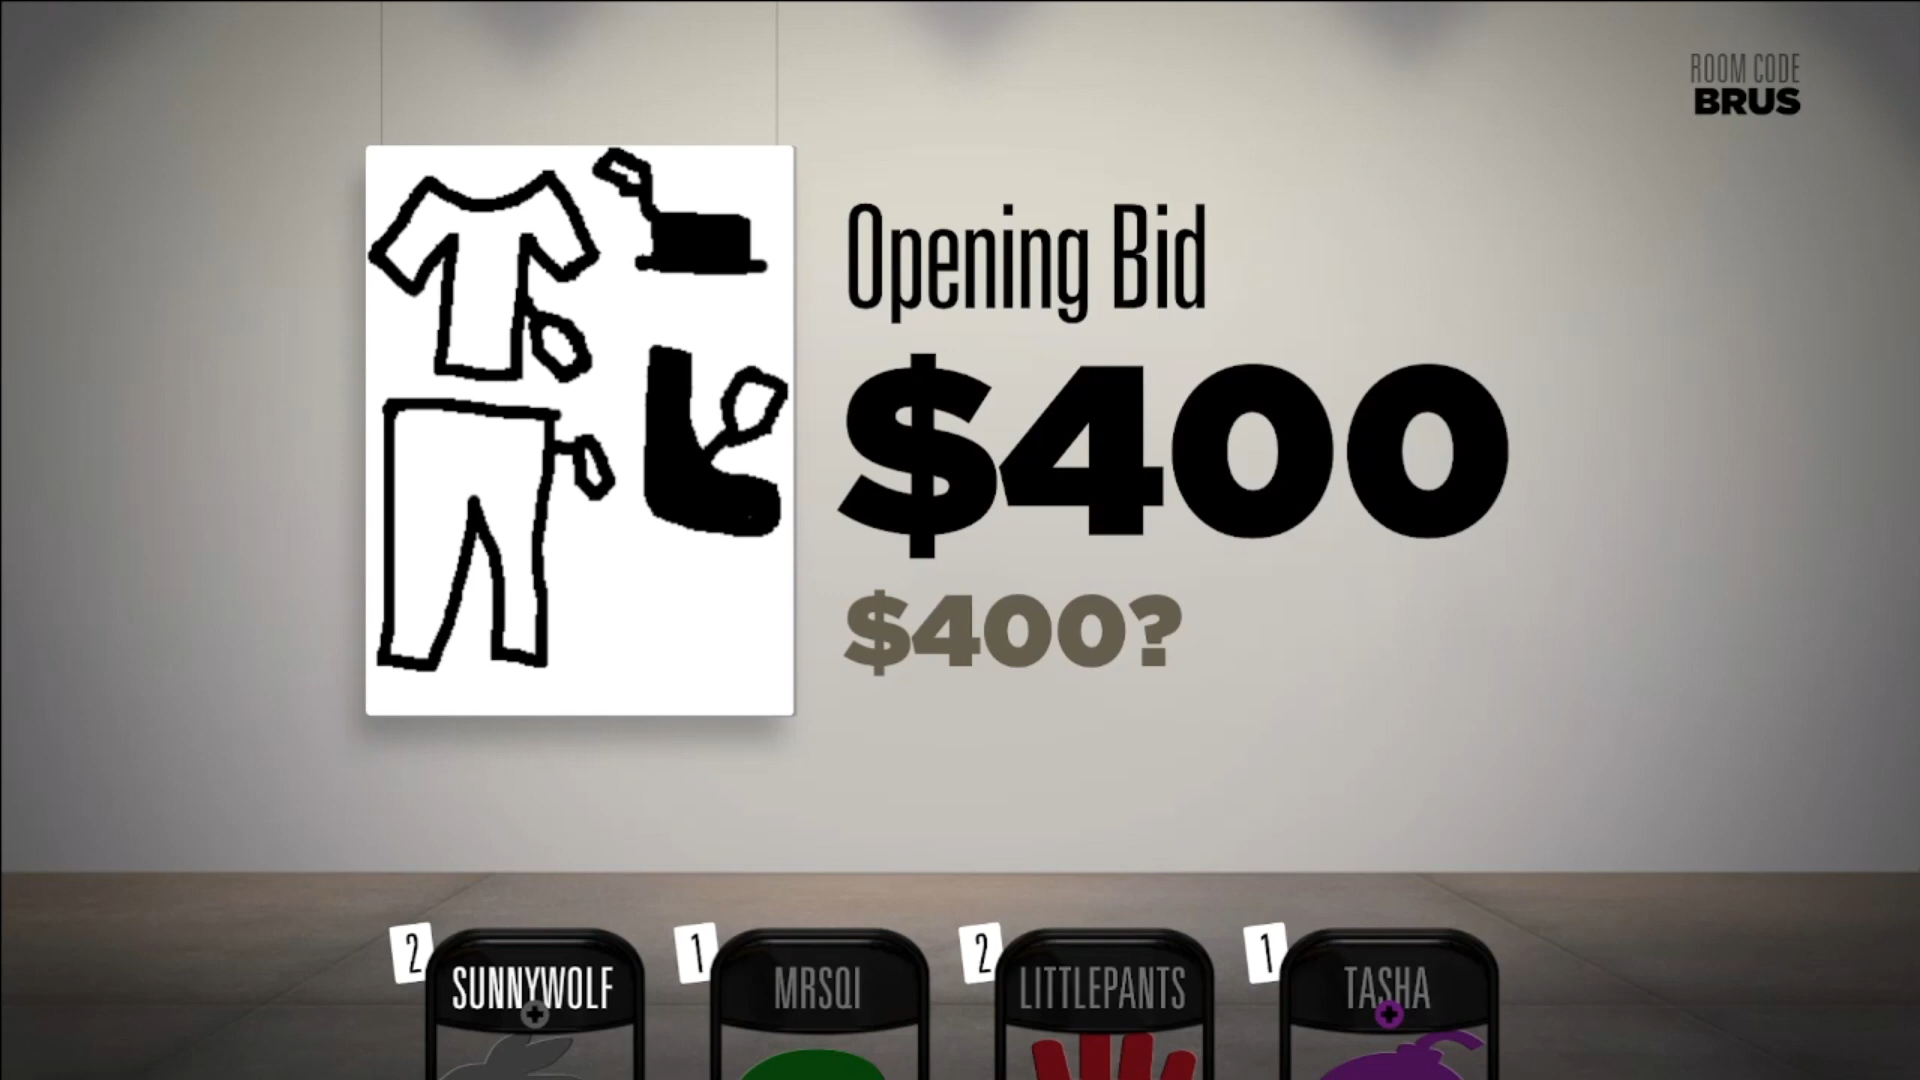 ROOM CODE
BRUS
Opening Bid
$400
$400?
2
SUNNYWOLF
1
MRSQI
2
LITTLEPANTS
1
TASHA